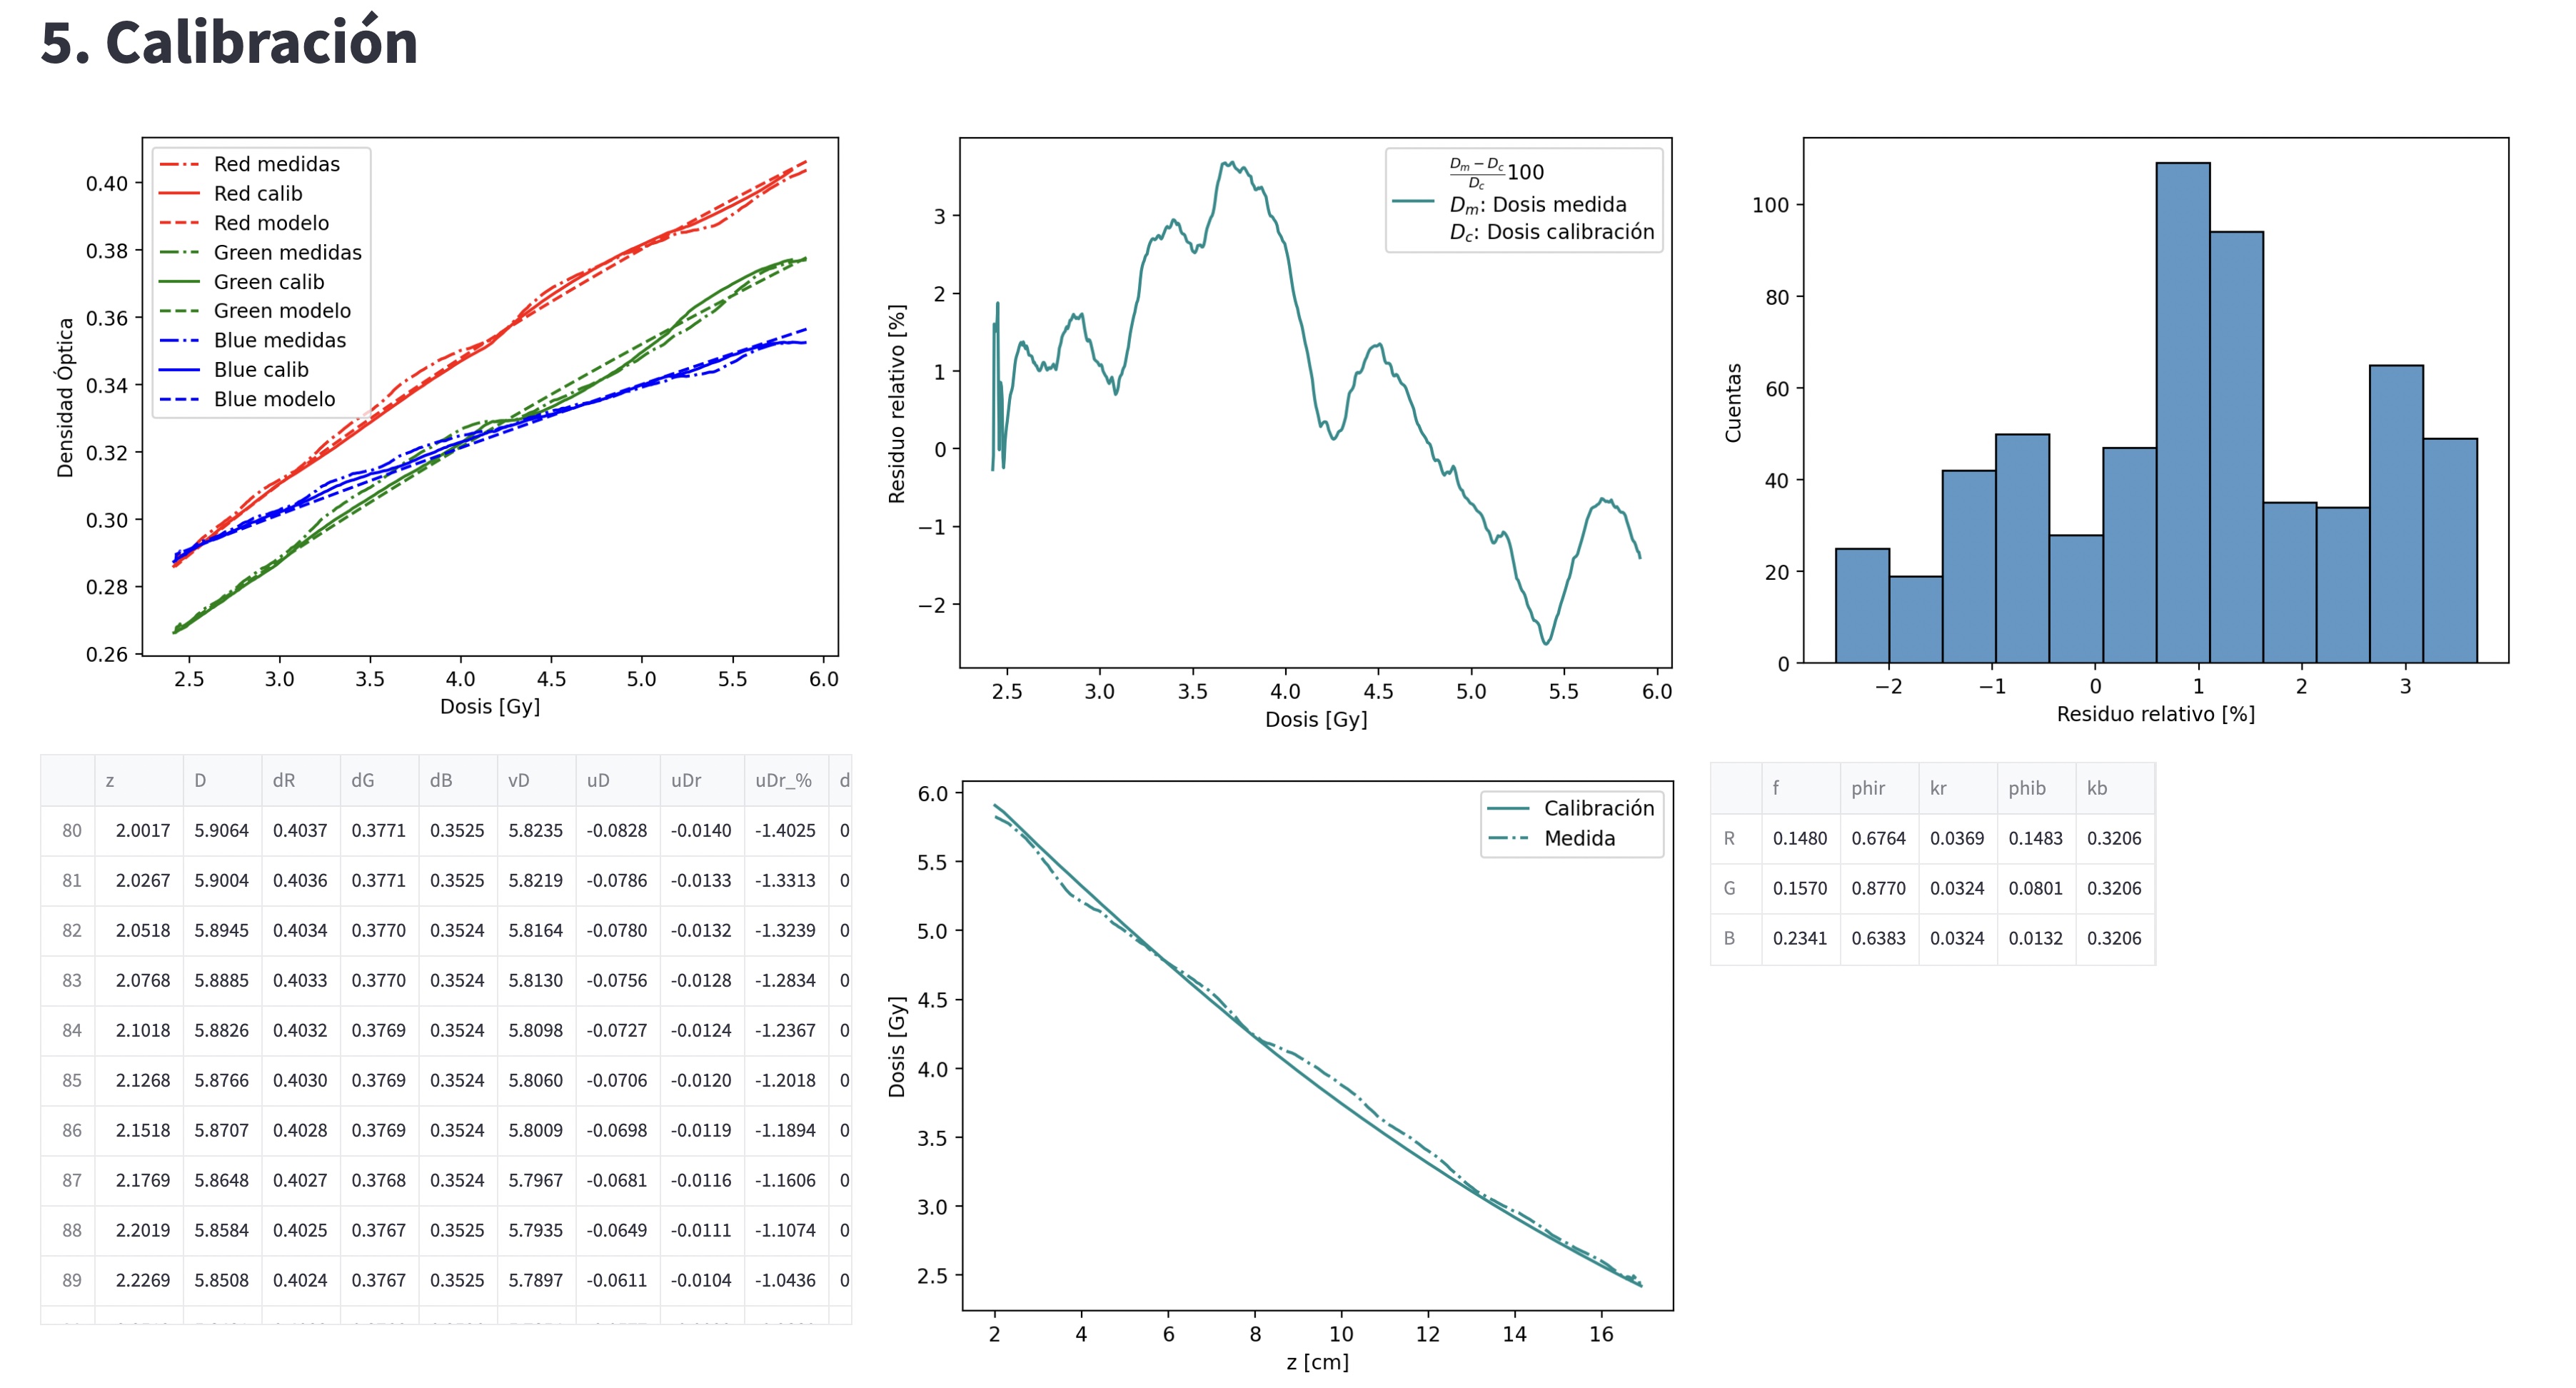 5. Calibración
Densidad Óptica
0.40
0.38
0.36
0.34
0.32
0.30
0.28
0.26
Red medidas
Red calib
Red modelo
Green medidas
Green calib
Green modelo
Blue medidas
Blue calib
Blue modelo
2.5 3.0 3.5 4.0 4.5 5.0 5.5 6.0
Dosis [Gy]
Residuo relativo [%]
3
2
1
0
−1
−2
Dm − Dc
Dc
100
Dm: Dosis medida
Dc: Dosis calibración
2.5 3.0 3.5 4.0 4.5 5.0 5.5 6.0
Dosis [Gy]
Cuentas
100
80
60
40
20
0
−2 −1 0 1 2 3
Residuo relativo [%]
z D dR dG dB vD uD uDr uDr_% d
80 2.0017 5.9064 0.4037 0.3771 0.3525 5.8235 -0.0828 -0.0140 -1.4025 0
81 2.0267 5.9004 0.4036 0.3771 0.3525 5.8219 -0.0786 -0.0133 -1.3313 0
82 2.0518 5.8945 0.4034 0.3770 0.3524 5.8164 -0.0780 -0.0132 -1.3239 0
83 2.0768 5.8885 0.4033 0.3770 0.3524 5.8130 -0.0756 -0.0128 -1.2834 0
84 2.1018 5.8826 0.4032 0.3769 0.3524 5.8098 -0.0727 -0.0124 -1.2367 0
85 2.1268 5.8766 0.4030 0.3769 0.3524 5.8060 -0.0706 -0.0120 -1.2018 0
86 2.1518 5.8707 0.4028 0.3769 0.3524 5.8009 -0.0698 -0.0119 -1.1894 0
87 2.1769 5.8648 0.4027 0.3768 0.3524 5.7967 -0.0681 -0.0116 -1.1606 0
88 2.2019 5.8584 0.4025 0.3767 0.3525 5.7935 -0.0649 -0.0111 -1.1074 0
89 2.2269 5.8508 0.4024 0.3767 0.3525 5.7897 -0.0611 -0.0104 -1.0436 0
Dosis [Gy]
6.0
5.5
5.0
4.5
4.0
3.5
3.0
2.5
Calibración
Medida
2 4 6 8 10 12 14 16
z [cm]
f phir kr phib kb
R 0.1480 0.6764 0.0369 0.1483 0.3206
G 0.1570 0.8770 0.0324 0.0801 0.3206
B 0.2341 0.6383 0.0324 0.0132 0.3206